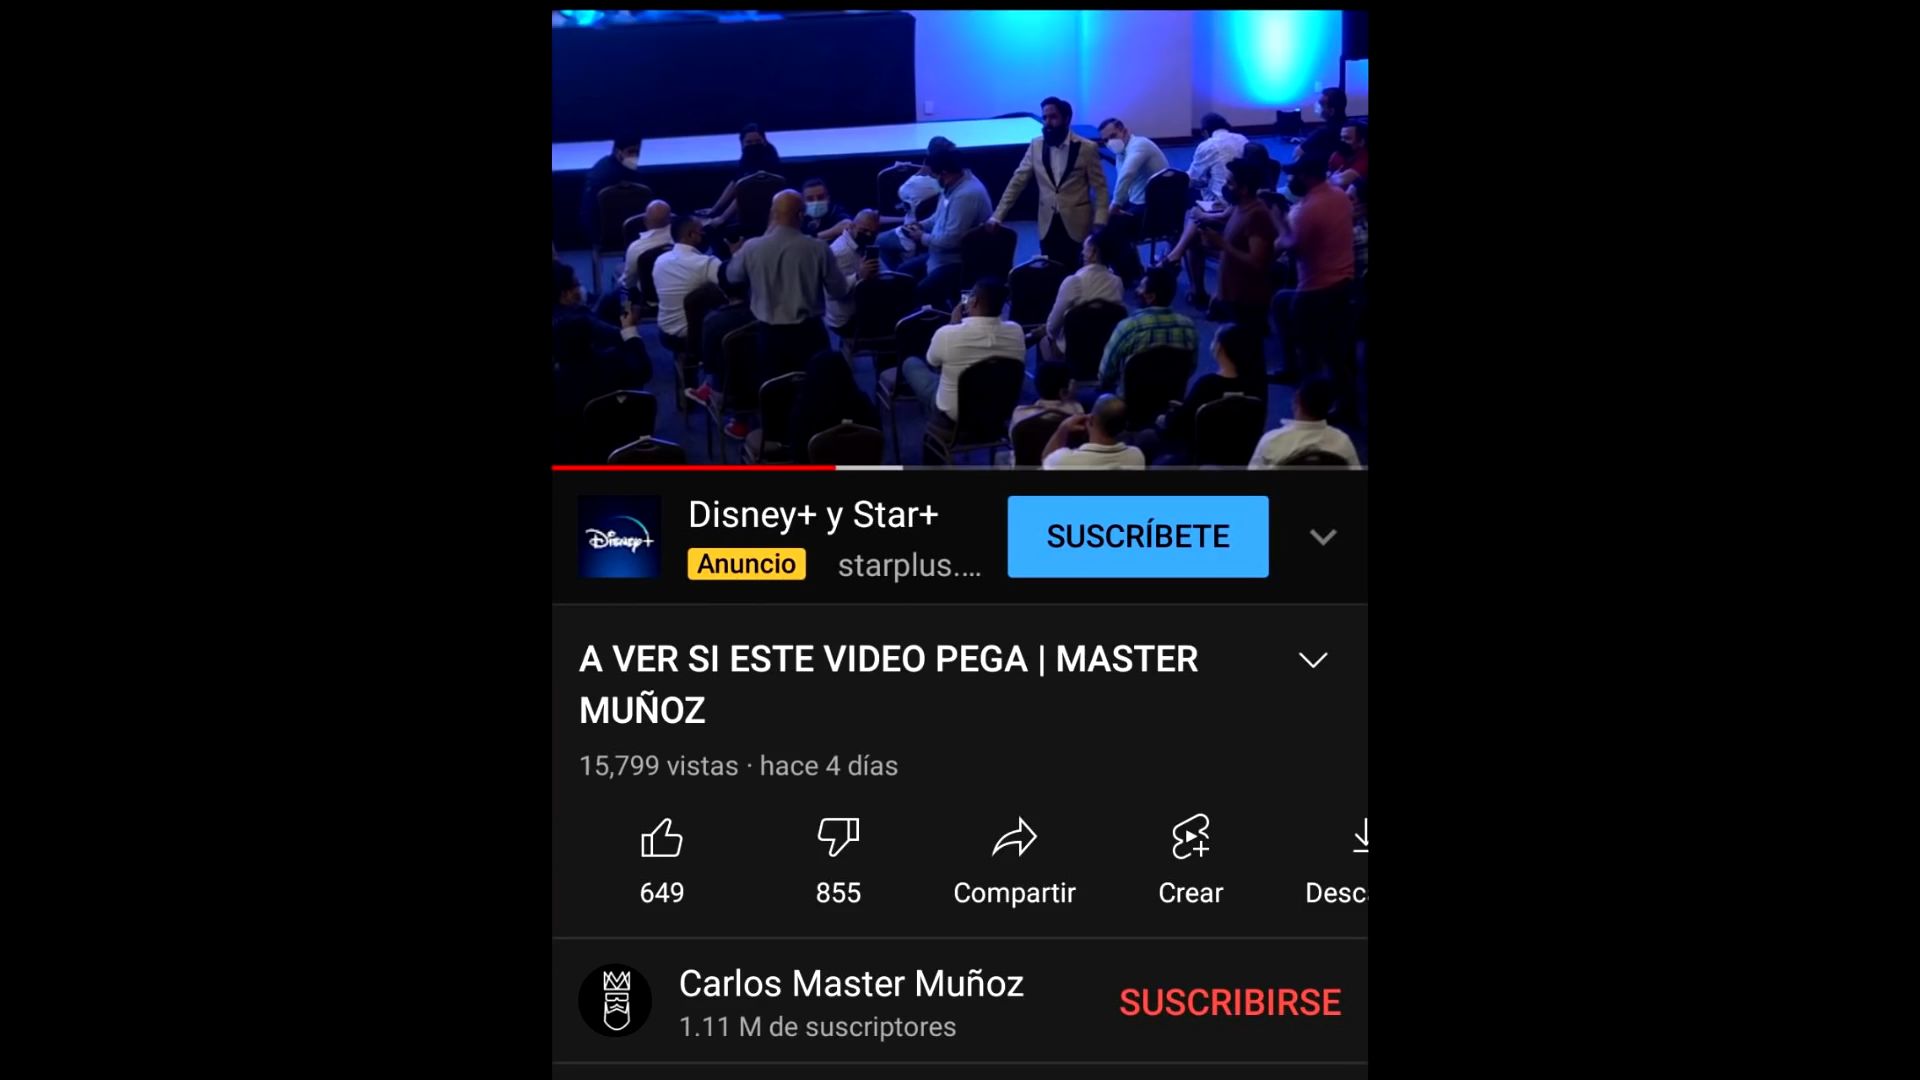 Disney+
Disney+ y Star+
SUSCRÍBETE
Anuncio starplus....
A VER SI ESTE VIDEO PEGA | MASTER
MUÑOZ
15,799 vistas · hace 4 días
649 855 Compartir Crear Desc
Carlos Master Muñoz
SUSCRIBIRSE
1.11 M de suscriptores